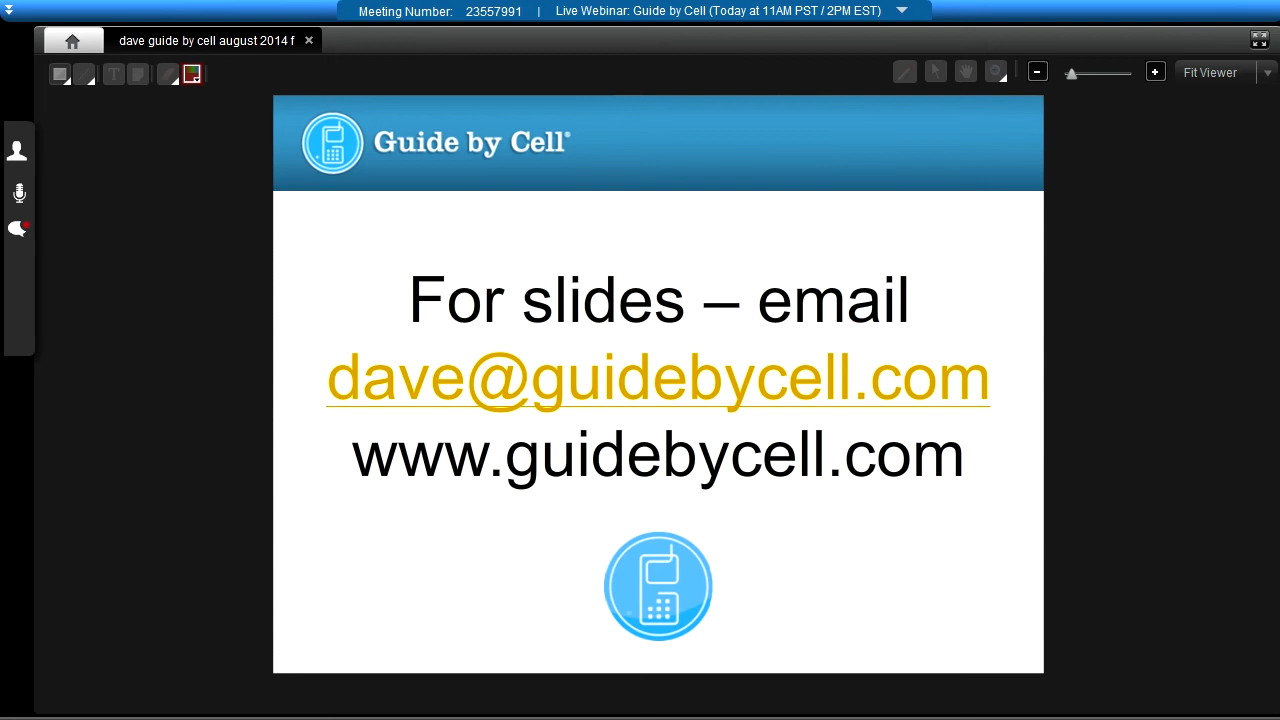 Meeting Number: 23557991 | Live Webinar: Guide by Cell (Today at 11AM PST / 2PM EST)
dave guide by cell august 2014 f
T
Fit Viewer
Guide by Cell®
For slides – email
dave@guidebycell.com
www.guidebycell.com